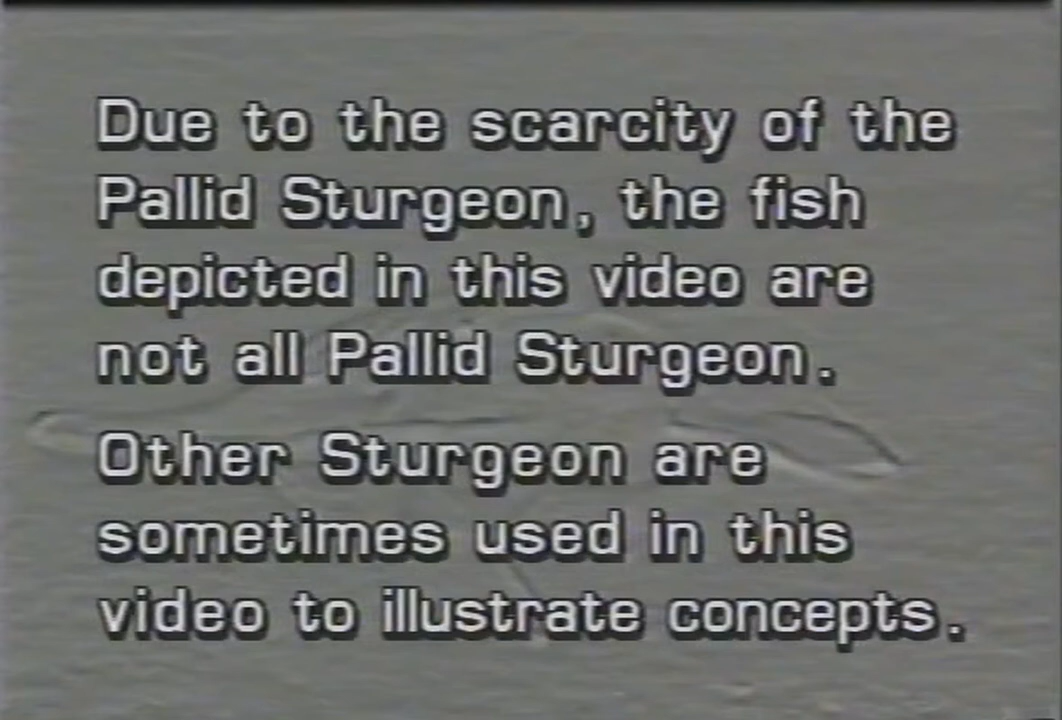 Due to the scarcity of the
Pallid Sturgeon, the fish
depicted in this video are
not all Pallid Sturgeon.
Other Sturgeon are
sometimes used in this
video to illustrate concepts.